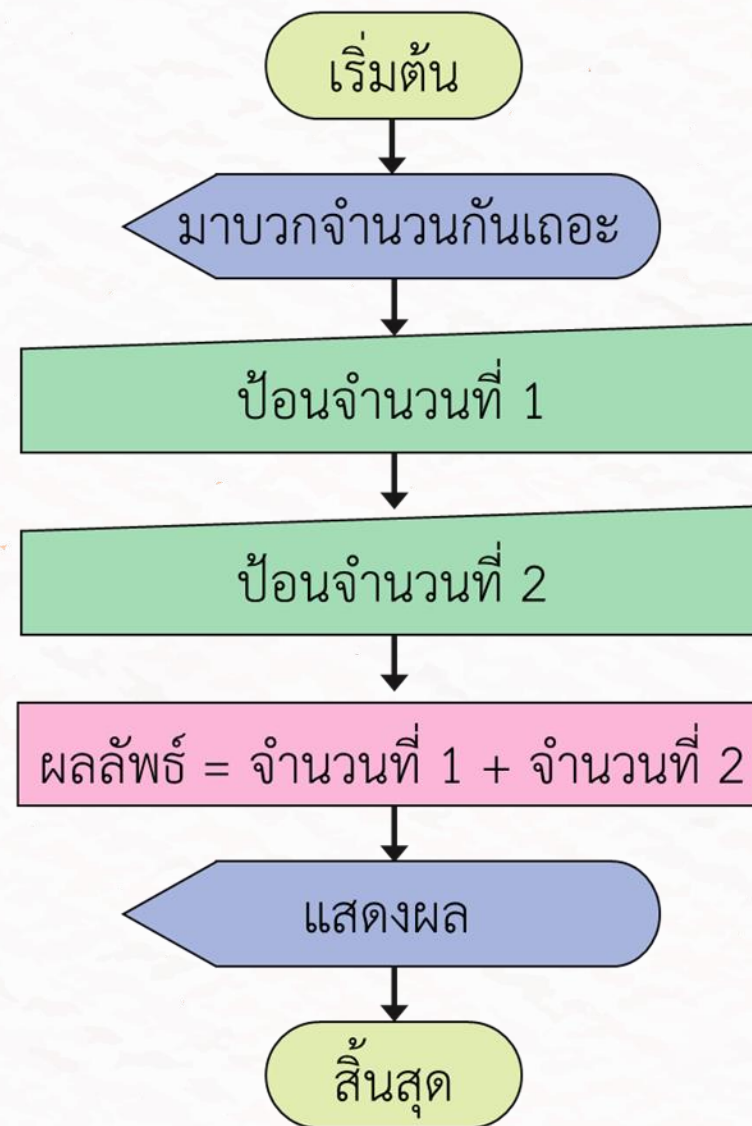 เริ่มต้น
มาบวกจำนวนกันเถอะ
ป้อนจำนวนที่ 1
ป้อนจำนวนที่ 2
ผลลัพธ์ = จำนวนที่ 1 + จำนวนที่ 2
แสดงผล
สิ้นสุด